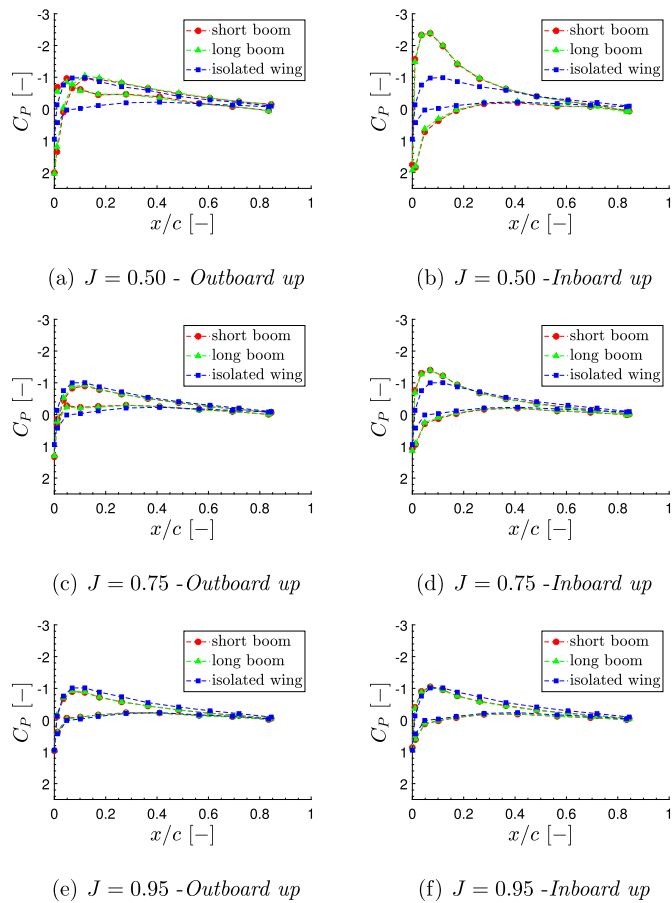 -3
-2
-1
0
1
2
C_P [−]
short boom
long boom
isolated wing
0 0.2 0.4 0.6 0.8 1
x/c [−]
(a) J = 0.50 - Outboard up
-3
-2
-1
0
1
2
C_P [−]
short boom
long boom
isolated wing
0 0.2 0.4 0.6 0.8 1
x/c [−]
(b) J = 0.50 -Inboard up
-3
-2
-1
0
1
2
C_P [−]
short boom
long boom
isolated wing
0 0.2 0.4 0.6 0.8 1
x/c [−]
(c) J = 0.75 -Outboard up
-3
-2
-1
0
1
2
C_P [−]
short boom
long boom
isolated wing
0 0.2 0.4 0.6 0.8 1
x/c [−]
(d) J = 0.75 -Inboard up
-3
-2
-1
0
1
2
C_P [−]
short boom
long boom
isolated wing
0 0.2 0.4 0.6 0.8 1
x/c [−]
(e) J = 0.95 -Outboard up
-3
-2
-1
0
1
2
C_P [−]
short boom
long boom
isolated wing
0 0.2 0.4 0.6 0.8 1
x/c [−]
(f) J = 0.95 -Inboard up